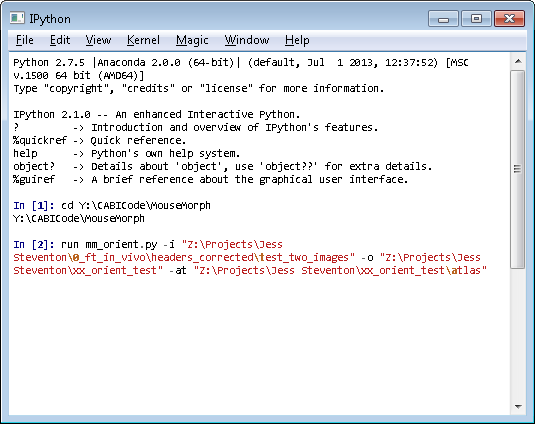 IPython
File Edit View Kernel Magic Window Help
Python 2.7.5 |Anaconda 2.0.0 (64-bit)| (default, Jul  1 2013, 12:37:52) [MSC
v.1500 64 bit (AMD64)]
Type "copyright", "credits" or "license" for more information.
IPython 2.1.0 -- An enhanced Interactive Python.
?         -> Introduction and overview of IPython's features.
%quickref -> Quick reference.
help      -> Python's own help system.
object?   -> Details about 'object', use 'object??' for extra details.
%guiref   -> A brief reference about the graphical user interface.
In [1]: cd Y:\CABICode\MouseMorph
Y:\CABICode\MouseMorph
In [2]: run mm_orient.py -i "Z:\Projects\Jess
Steventon\0_ft_in_vivo\headers_corrected\test_two_images" -o "Z:\Projects\Jess
Steventon\xx_orient_test" -at "Z:\Projects\Jess Steventon\xx_orient_test\atlas"